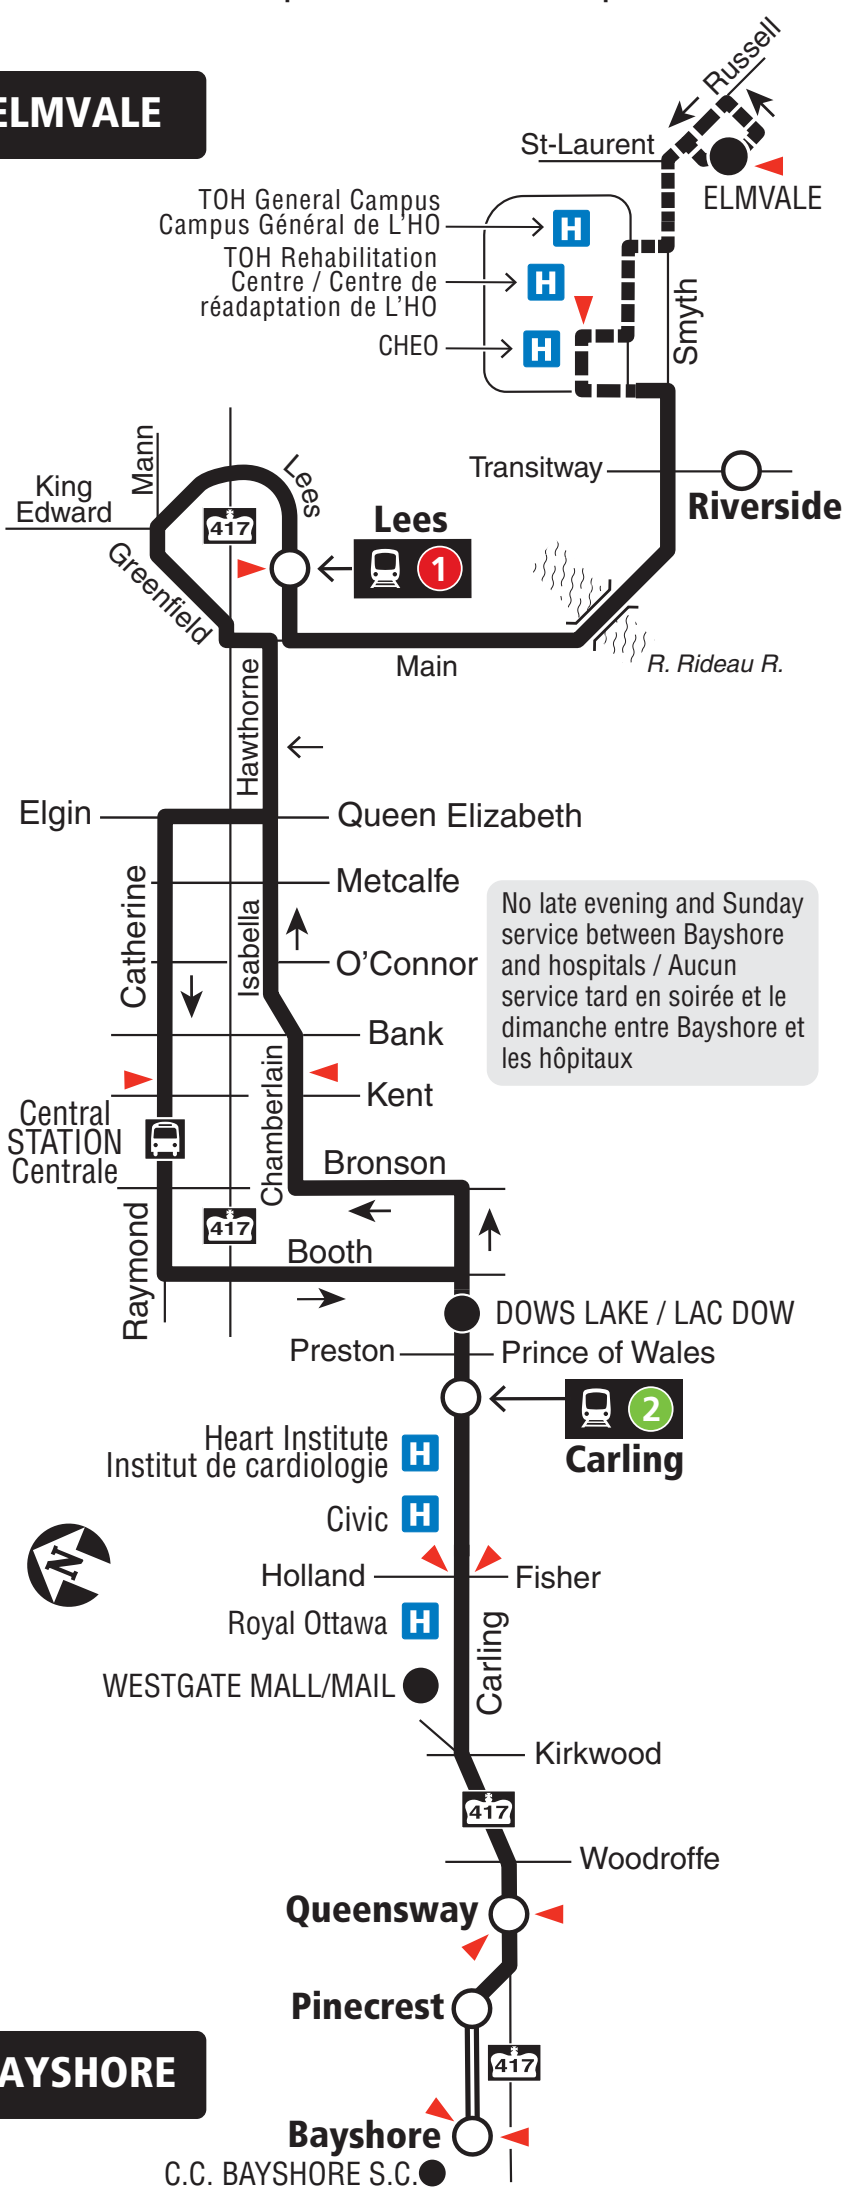 ELMVALE
Russell
St-Laurent
ELMVALE
TOH General Campus
Campus Général de L'HO
H
TOH Rehabilitation
Centre / Centre de
réadaptation de L'HO
H
CHEO
H
Smyth
Transitway
Riverside
Mann
King
Edward
Lees
417
Lees
1
Greenfield
Main
R. Rideau R.
Hawthorne
Elgin
Queen Elizabeth
Metcalfe
Catherine
Isabella
O'Connor
No late evening and Sunday
service between Bayshore
and hospitals / Aucun
service tard en soirée et le
dimanche entre Bayshore et
les hôpitaux
Bank
Kent
Chamberlain
Central
STATION
Centrale
Bronson
Raymond
417
Booth
DOWS LAKE / LAC DOW
Preston
Prince of Wales
2
Carling
Heart Institute
Institut de cardiologie
H
Civic
H
N
Holland
Fisher
Royal Ottawa
H
Carling
WESTGATE MALL/MAIL
Kirkwood
417
Woodroffe
Queensway
Pinecrest
417
AYSHORE
Bayshore
C.C. BAYSHORE S.C.